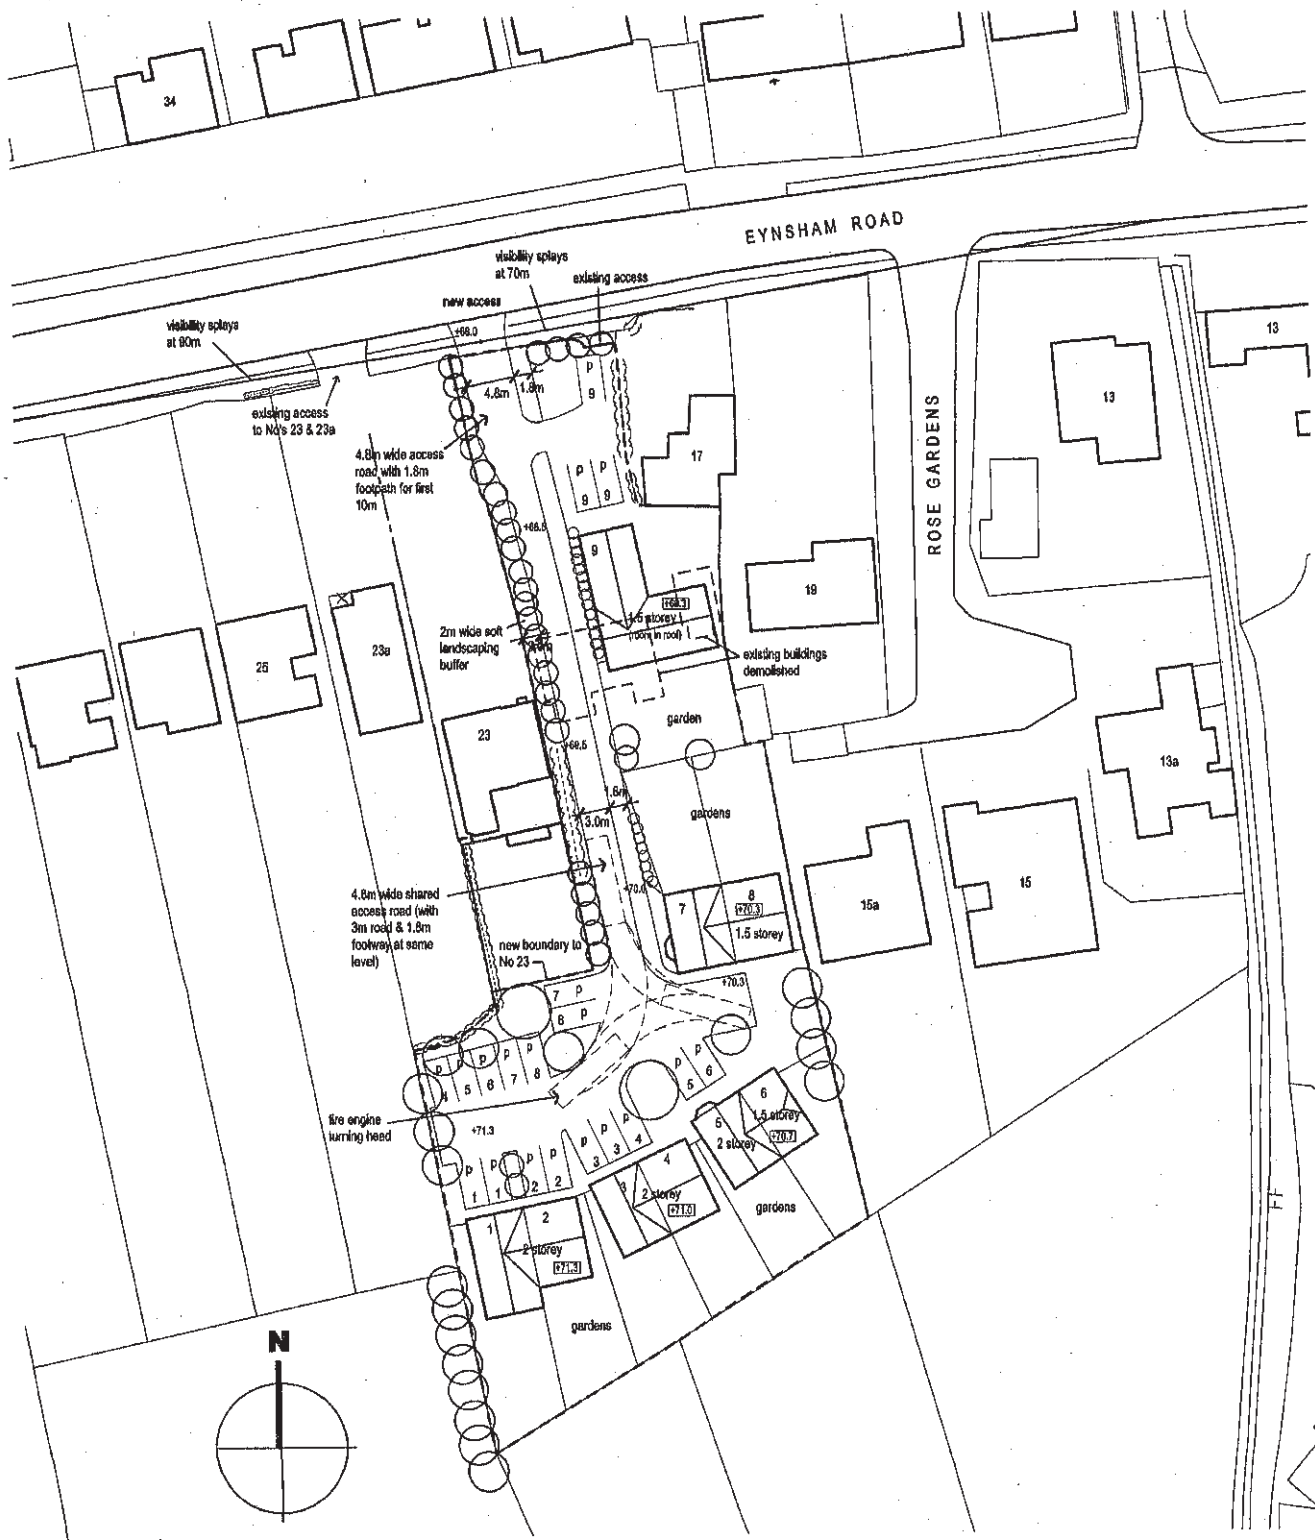 34
EYNSHAM ROAD
visibility splays
at 70m
existing access
new access
+68.0
visibility splays
at 90m
13
13
existing access
to No's 23 & 23a
4.8m
1.8m
P
9
ROSE GARDENS
4.8m wide access
road with 1.8m
footpath for first
10m
17
P P
9 9
+68.5
9
19
+69.3
1.5 storey
(room in roof)
2m wide soft
landscaping
buffer
existing buildings
demolished
25
23a
23
garden
+69.5
13a
1.8m
3.0m
gardens
4.8m wide shared
access road (with
3m road & 1.8m
footway at same
level)
+70.0
7
8
+70.3
1.5 storey
15a
15
new boundary to
No 23
+70.3
7 P
8 P
P P P P P
4 5 6 7 8
P P
5 6
fire engine
turning head
+71.3
6
1.5 storey
5
2 storey
+70.7
P P P
3 3 4
P P P P
1 1 2 2
4
3
2 storey
+71.0
gardens
1
2
2 storey
+71.3
gardens
N